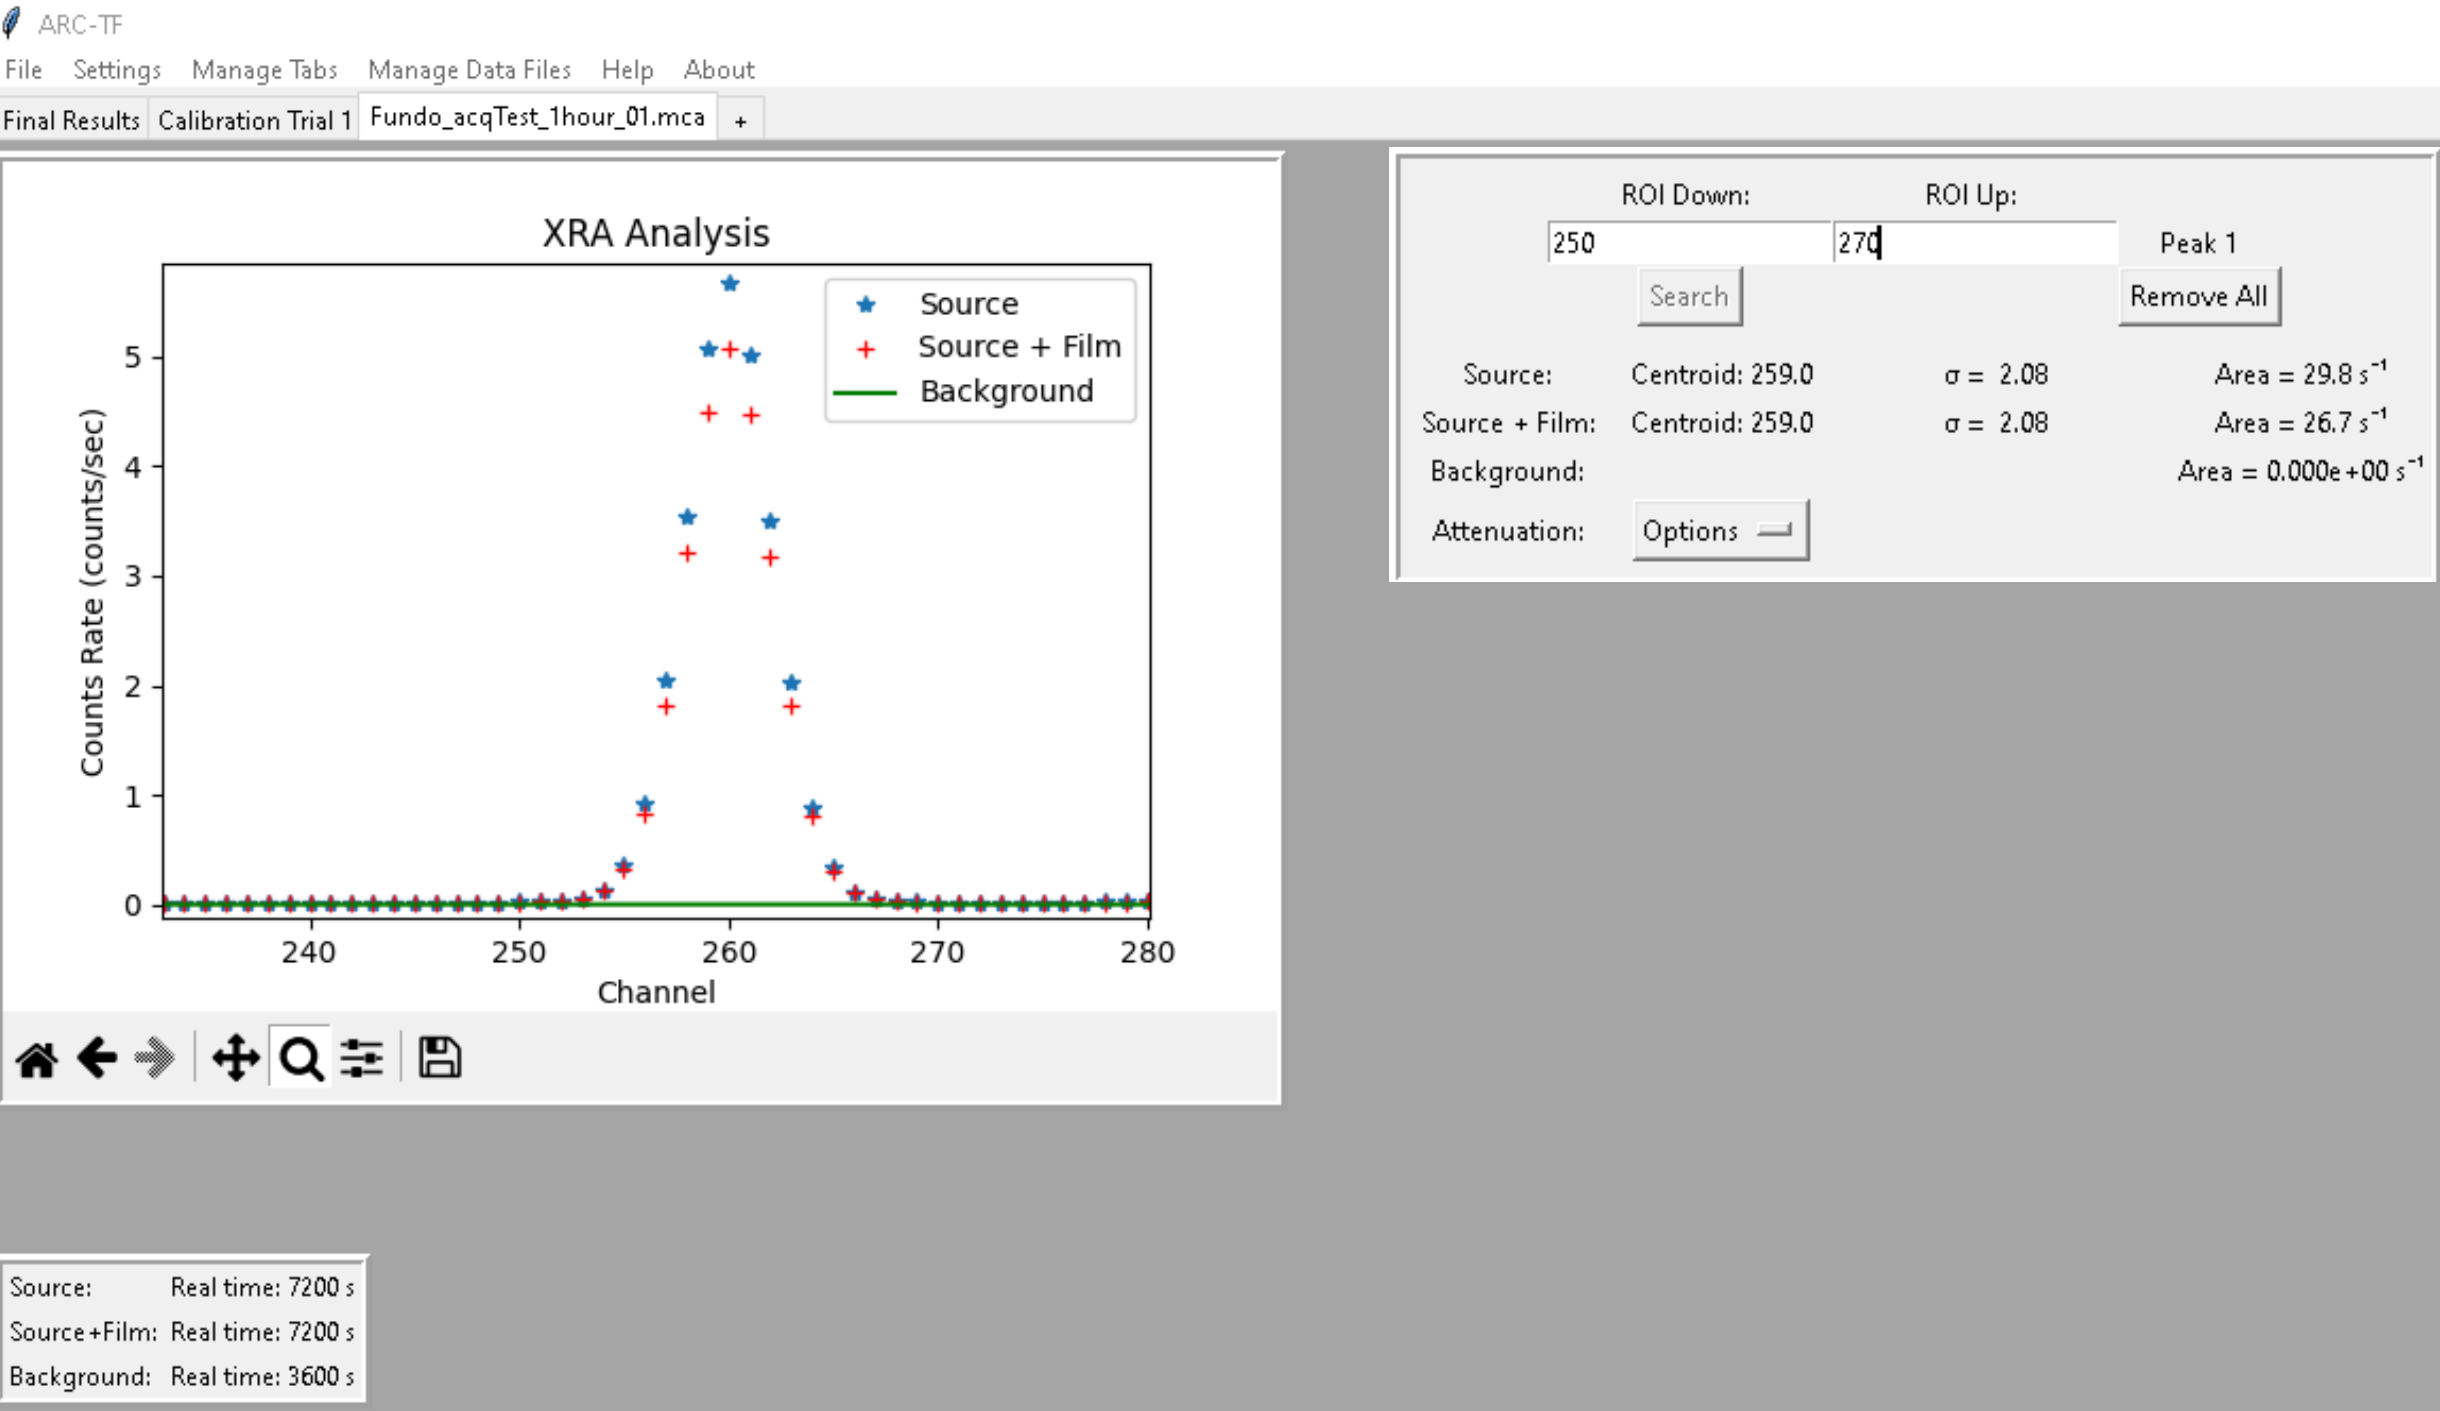 ARC-TF
File Settings Manage Tabs Manage Data Files Help About
Final Results Calibration Trial 1 Fundo_acqTest_1hour_01.mca +
XRA Analysis
Source
Source + Film
Background
Counts Rate (counts/sec)
5
4
3
2
1
0
240 250 260 270 280
Channel
ROI Down: ROI Up:
250 270 Peak 1
Search Remove All
Source: Centroid: 259.0 σ = 2.08 Area = 29.8 s⁻¹
Source + Film: Centroid: 259.0 σ = 2.08 Area = 26.7 s⁻¹
Background: Area = 0.000e+00 s⁻¹
Attenuation: Options
Source: Real time: 7200 s
Source+Film: Real time: 7200 s
Background: Real time: 3600 s